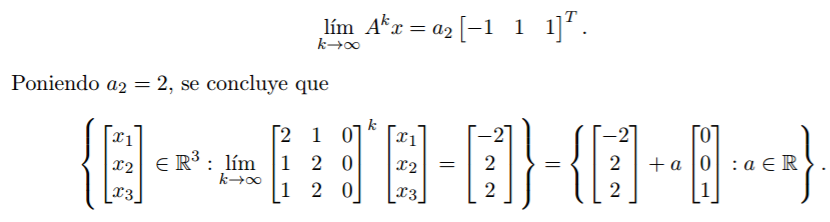 $$\lim_{k\to\infty} A^k x = a_2 \begin{bmatrix} -1 & 1 & 1 \end{bmatrix}^T.$$
Poniendo $a_2 = 2$, se concluye que
$$\left\{ \begin{bmatrix} x_1 \\ x_2 \\ x_3 \end{bmatrix} \in \mathbb{R}^3 : \lim_{k\to\infty} \begin{bmatrix} 2 & 1 & 0 \\ 1 & 2 & 0 \\ 1 & 2 & 0 \end{bmatrix}^k \begin{bmatrix} x_1 \\ x_2 \\ x_3 \end{bmatrix} = \begin{bmatrix} -2 \\ 2 \\ 2 \end{bmatrix} \right\} = \left\{ \begin{bmatrix} -2 \\ 2 \\ 2 \end{bmatrix} + a \begin{bmatrix} 0 \\ 0 \\ 1 \end{bmatrix} : a \in \mathbb{R} \right\}.$$